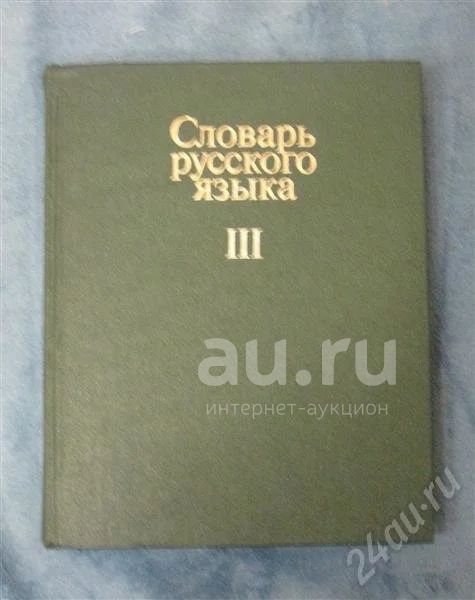 Словарь
русского
языка
III
au.ru
интернет-аукцион
24au.ru